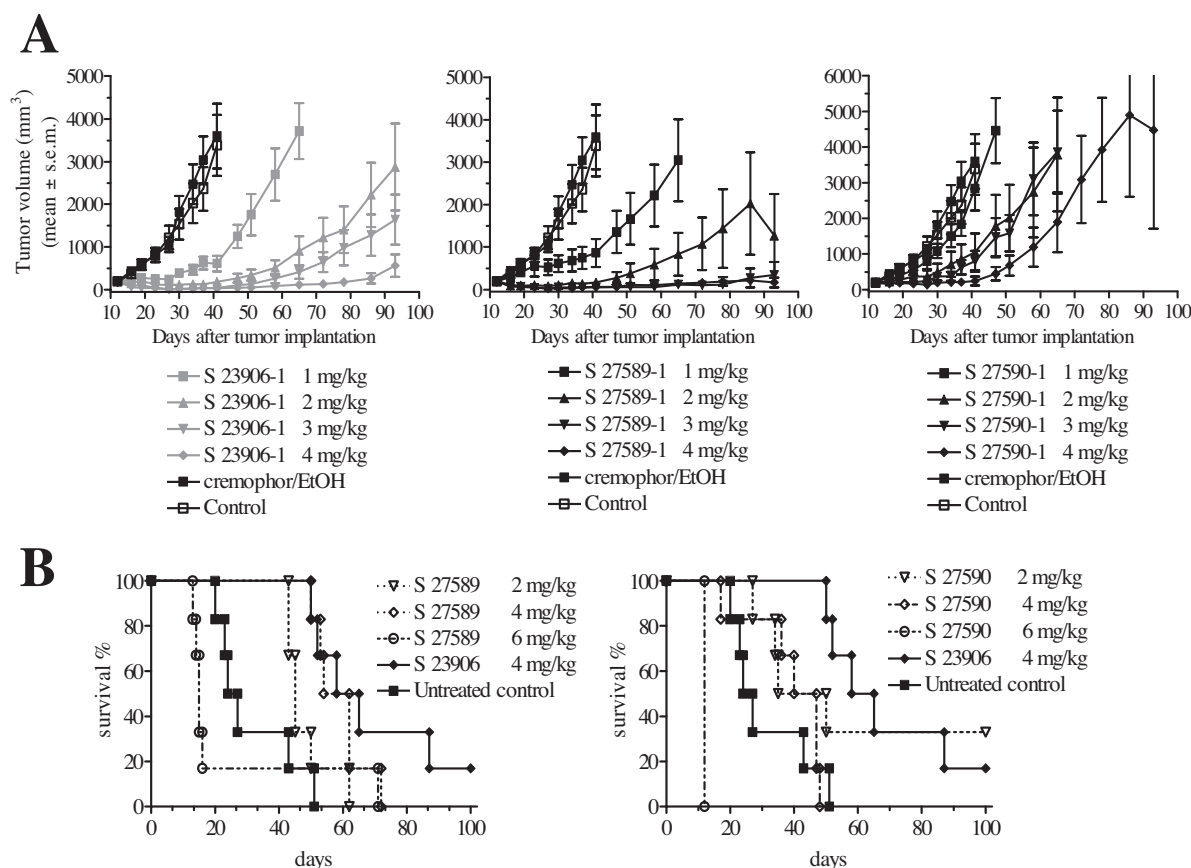 A
Tumor volume (mm³)
(mean ± s.e.m.)
5000
4000
3000
2000
1000
0
10 20 30 40 50 60 70 80 90 100
Days after tumor implantation
S 23906-1 1 mg/kg
S 23906-1 2 mg/kg
S 23906-1 3 mg/kg
S 23906-1 4 mg/kg
cremophor/EtOH
Control
5000
4000
3000
2000
1000
0
10 20 30 40 50 60 70 80 90 100
Days after tumor implantation
S 27589-1 1 mg/kg
S 27589-1 2 mg/kg
S 27589-1 3 mg/kg
S 27589-1 4 mg/kg
cremophor/EtOH
Control
6000
5000
4000
3000
2000
1000
0
10 20 30 40 50 60 70 80 90 100
Days after tumor implantation
S 27590-1 1 mg/kg
S 27590-1 2 mg/kg
S 27590-1 3 mg/kg
S 27590-1 4 mg/kg
cremophor/EtOH
Control
B
survival %
100
80
60
40
20
0
0 20 40 60 80 100
days
S 27589 2 mg/kg
S 27589 4 mg/kg
S 27589 6 mg/kg
S 23906 4 mg/kg
Untreated control
survival %
100
80
60
40
20
0
0 20 40 60 80 100
days
S 27590 2 mg/kg
S 27590 4 mg/kg
S 27590 6 mg/kg
S 23906 4 mg/kg
Untreated control